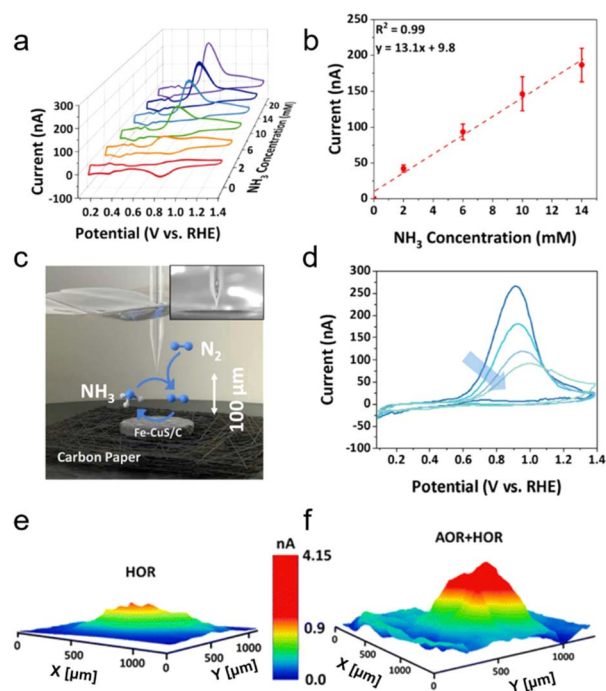 a
300
200
100
0
-100
Current (nA)
0.2 0.4 0.6 0.8 1.0 1.2 1.4
Potential (V vs. RHE)
0
2
6
10
14
20
NH₃ Concentration (mM)
b
R² = 0.99
y = 13.1x + 9.8
250
200
150
100
50
0
Current (nA)
0 2 4 6 8 10 12 14
NH₃ Concentration (mM)
c
N₂
NH₃
100 µm
Fe-CuS/C
Carbon Paper
d
300
250
200
150
100
50
0
-50
-100
Current (nA)
0.2 0.4 0.6 0.8 1.0 1.2 1.4
Potential (V vs. RHE)
e
HOR
0
500
1000
X [µm]
0
500
1000
Y [µm]
nA
4.15
0.9
0.0
f
AOR+HOR
0
500
1000
X [µm]
0
500
1000
Y [µm]